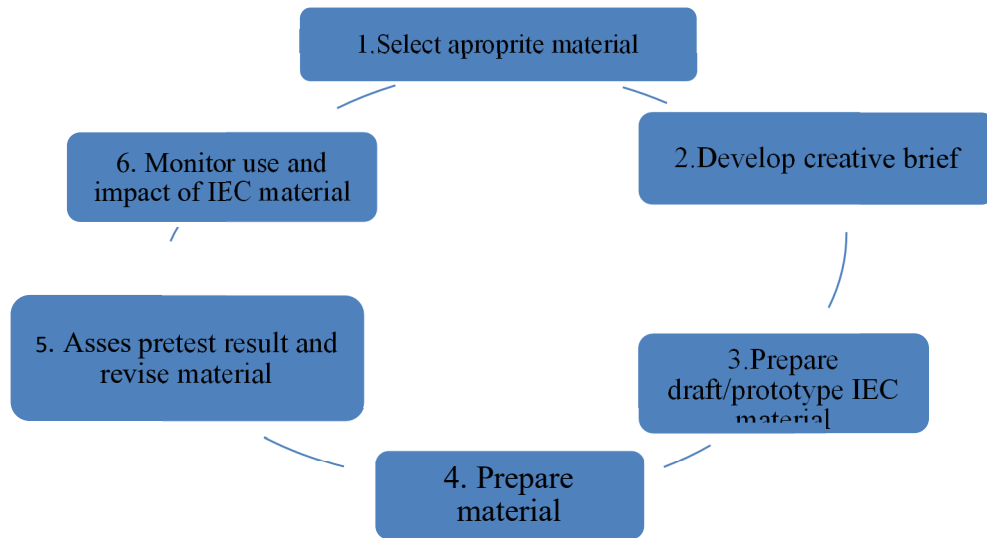 1.Select aproprite material
2.Develop creative brief
3.Prepare
draft/prototype IEC
material
4. Prepare
material
5. Asses pretest result and
revise material
6. Monitor use and
impact of IEC material